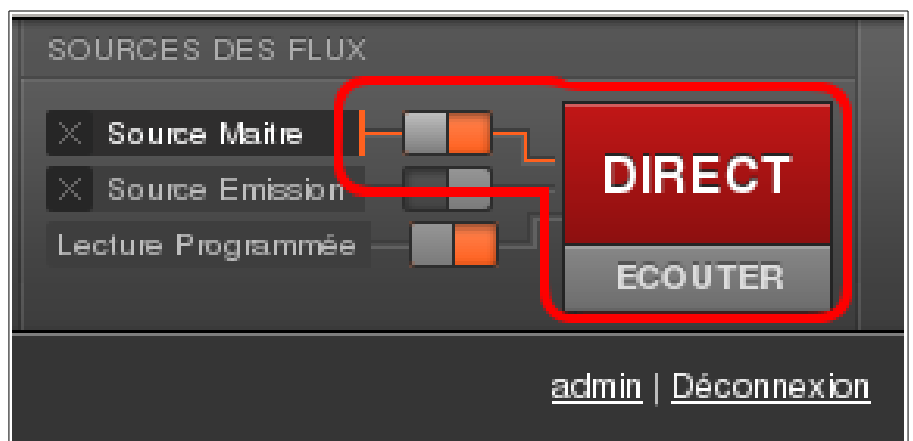 SOURCES DES FLUX
Source Maitre
Source Emission
Lecture Programmée
DIRECT
ECOUTER
admin | Déconnexion